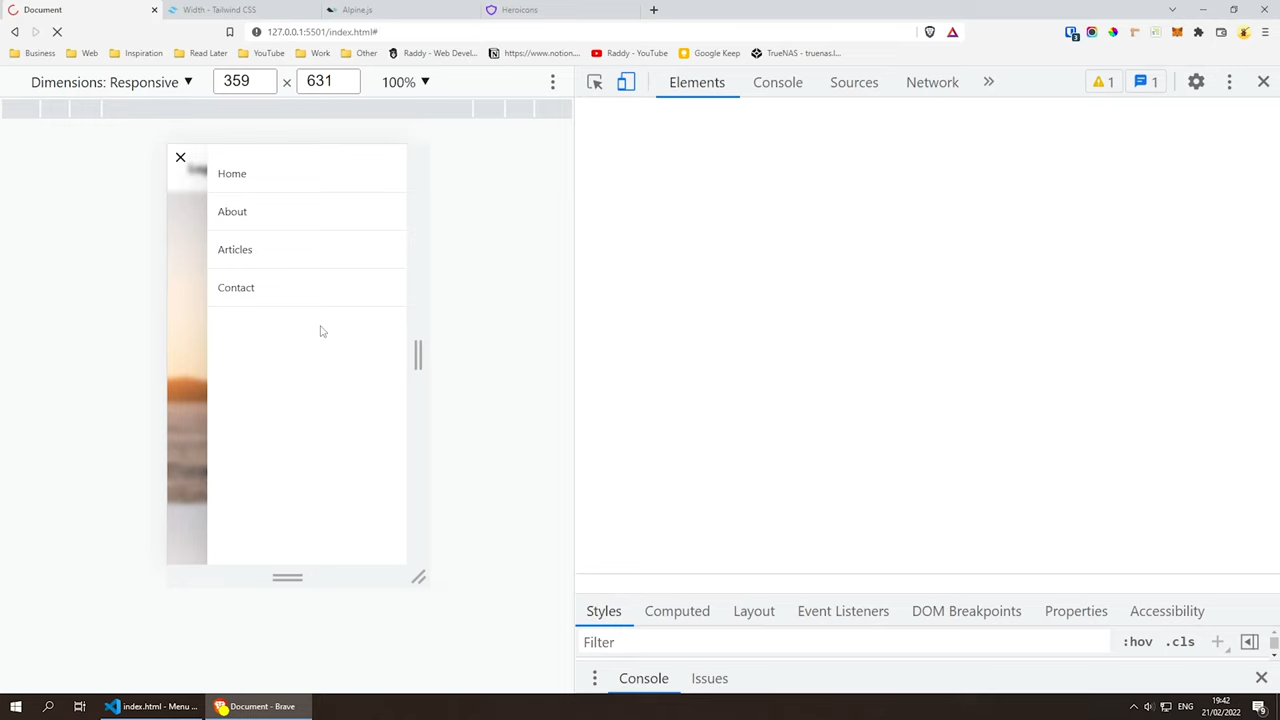 Document
Width - Tailwind CSS
Alpine.js
Heroicons
127.0.0.1:5501/index.html#
3
Business
Web
Inspiration
Read Later
YouTube
Work
Other
Raddy - Web Devel...
https://www.notion...
Raddy - YouTube
Google Keep
TrueNAS - truenas.l...
Dimensions: Responsive
359
×
631
100%
Elements
Console
Sources
Network
1
1
Home
About
Articles
Contact
Styles
Computed
Layout
Event Listeners
DOM Breakpoints
Properties
Accessibility
Filter
:hov
.cls
Console
Issues
index.html - Menu ...
Document - Brave
ENG
19:42
21/02/2022